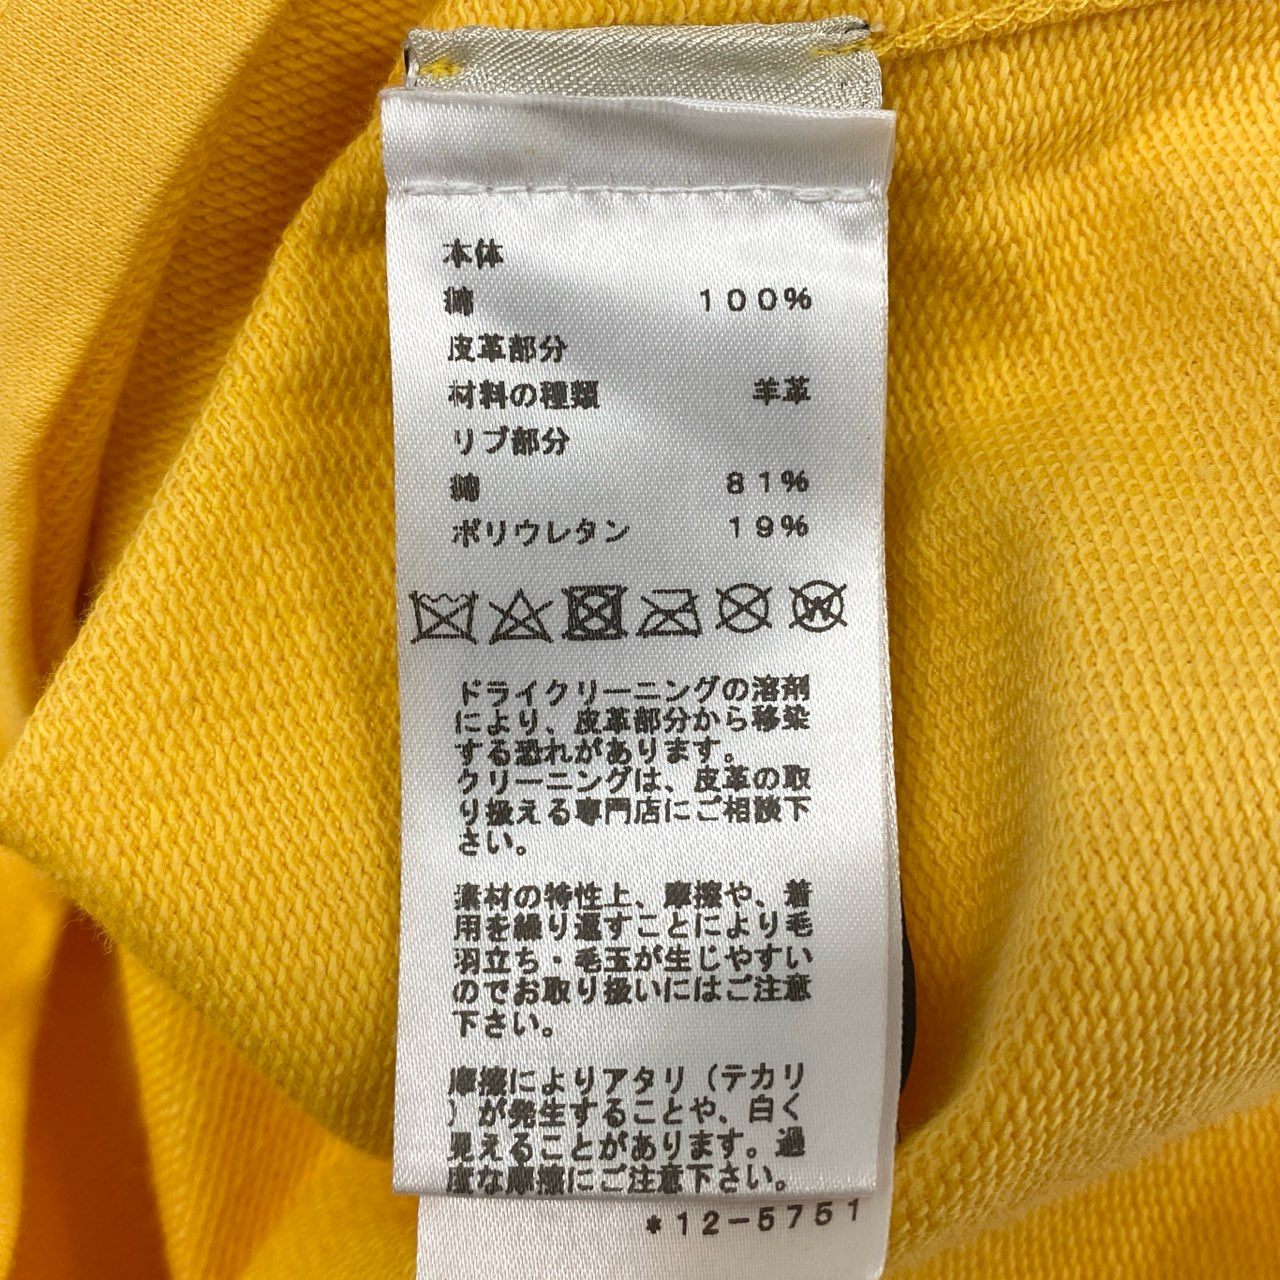 本体
綿 100%
皮革部分
材料の種類 羊革
リブ部分
綿 81%
ポリウレタン 19%
W
ドライクリーニングの溶剤
により、皮革部分から移染
する恐れがあります。
クリーニングは、皮革の取
り扱える専門店にご相談下
さい。
素材の特性上、摩擦や、着
用を繰り返すことにより毛
羽立ち・毛玉が生じやすい
のでお取り扱いにはご注意
下さい。
摩擦によりアタリ（テカリ
）が発生することや、白く
見えることがあります。過
度な摩擦にご注意下さい。
*12-5751